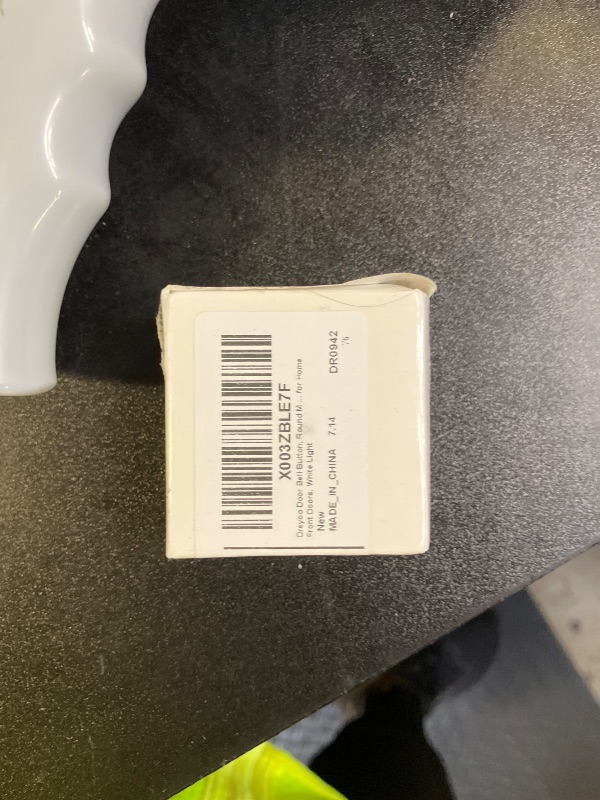 X003ZBLE7F
Dreyoo Door Bell Button, Round M ... for Home
Front Doors, White Light
New
MADE_IN_CHINA 7.14 DR0942